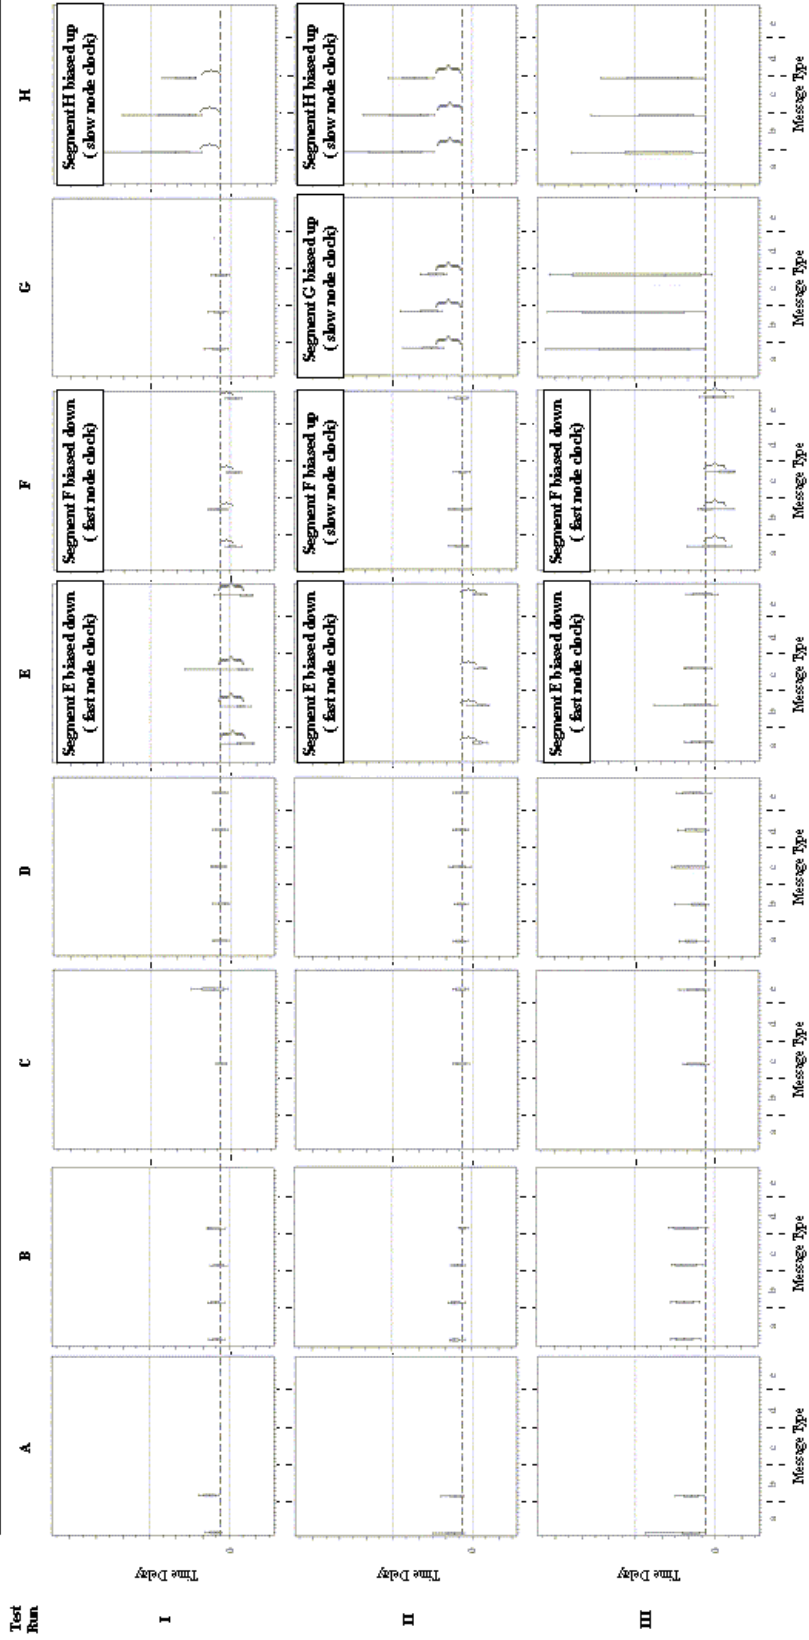 Test
Run
A
B
C
D
E
F
G
H
I
Time Delay
0
Segment E biased down
( fast node clock)
Segment F biased down
( fast node clock)
Segment H biased up
( slow node clock)
II
Time Delay
0
Segment E biased down
( fast node clock)
Segment F biased up
( slow node clock)
Segment G biased up
( slow node clock)
Segment H biased up
( slow node clock)
III
Time Delay
0
Segment E biased down
( fast node clock)
Segment F biased down
( fast node clock)
a b c d e
a b c d e
a b c d e
a b c d e
a b c d e
a b c d e
a b c d e
a b c d e
Message Type
Message Type
Message Type
Message Type
Message Type
Message Type
Message Type
Message Type